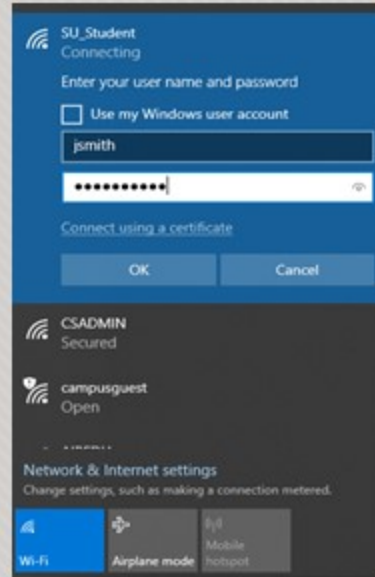 SU_Student
Connecting
Enter your user name and password
Use my Windows user account
jsmith
••••••••••
Connect using a certificate
OK Cancel
CSADMIN
Secured
campusguest
Open
Network & Internet settings
Change settings, such as making a connection metered.
Wi-Fi Airplane mode Mobile hotspot